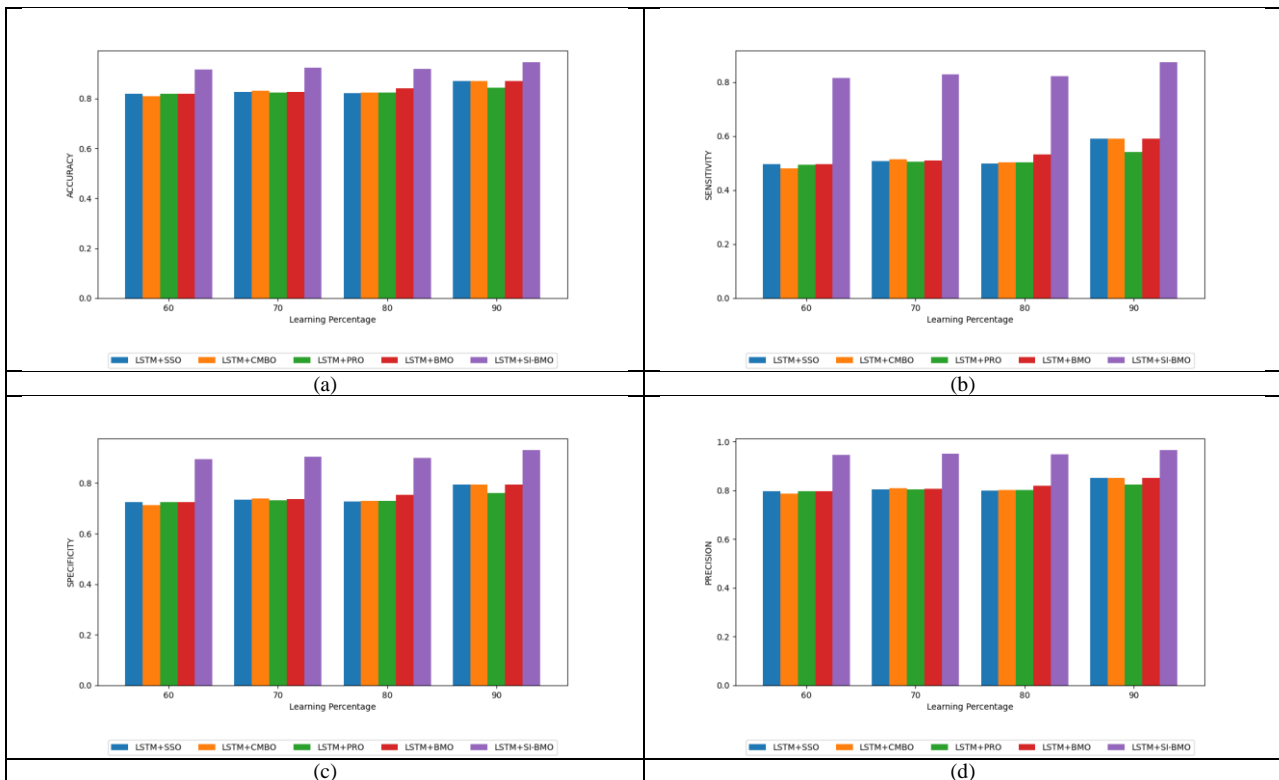 ACCURACY
0.8
0.6
0.4
0.2
0.0
60 70 80 90
Learning Percentage
LSTM+SSO LSTM+CMBO LSTM+PRO LSTM+BMO LSTM+SI-BMO
(a)
SENSITIVITY
0.8
0.6
0.4
0.2
0.0
60 70 80 90
Learning Percentage
LSTM+SSO LSTM+CMBO LSTM+PRO LSTM+BMO LSTM+SI-BMO
(b)
SPECIFICITY
0.8
0.6
0.4
0.2
0.0
60 70 80 90
Learning Percentage
LSTM+SSO LSTM+CMBO LSTM+PRO LSTM+BMO LSTM+SI-BMO
(c)
PRECISION
1.0
0.8
0.6
0.4
0.2
0.0
60 70 80 90
Learning Percentage
LSTM+SSO LSTM+CMBO LSTM+PRO LSTM+BMO LSTM+SI-BMO
(d)